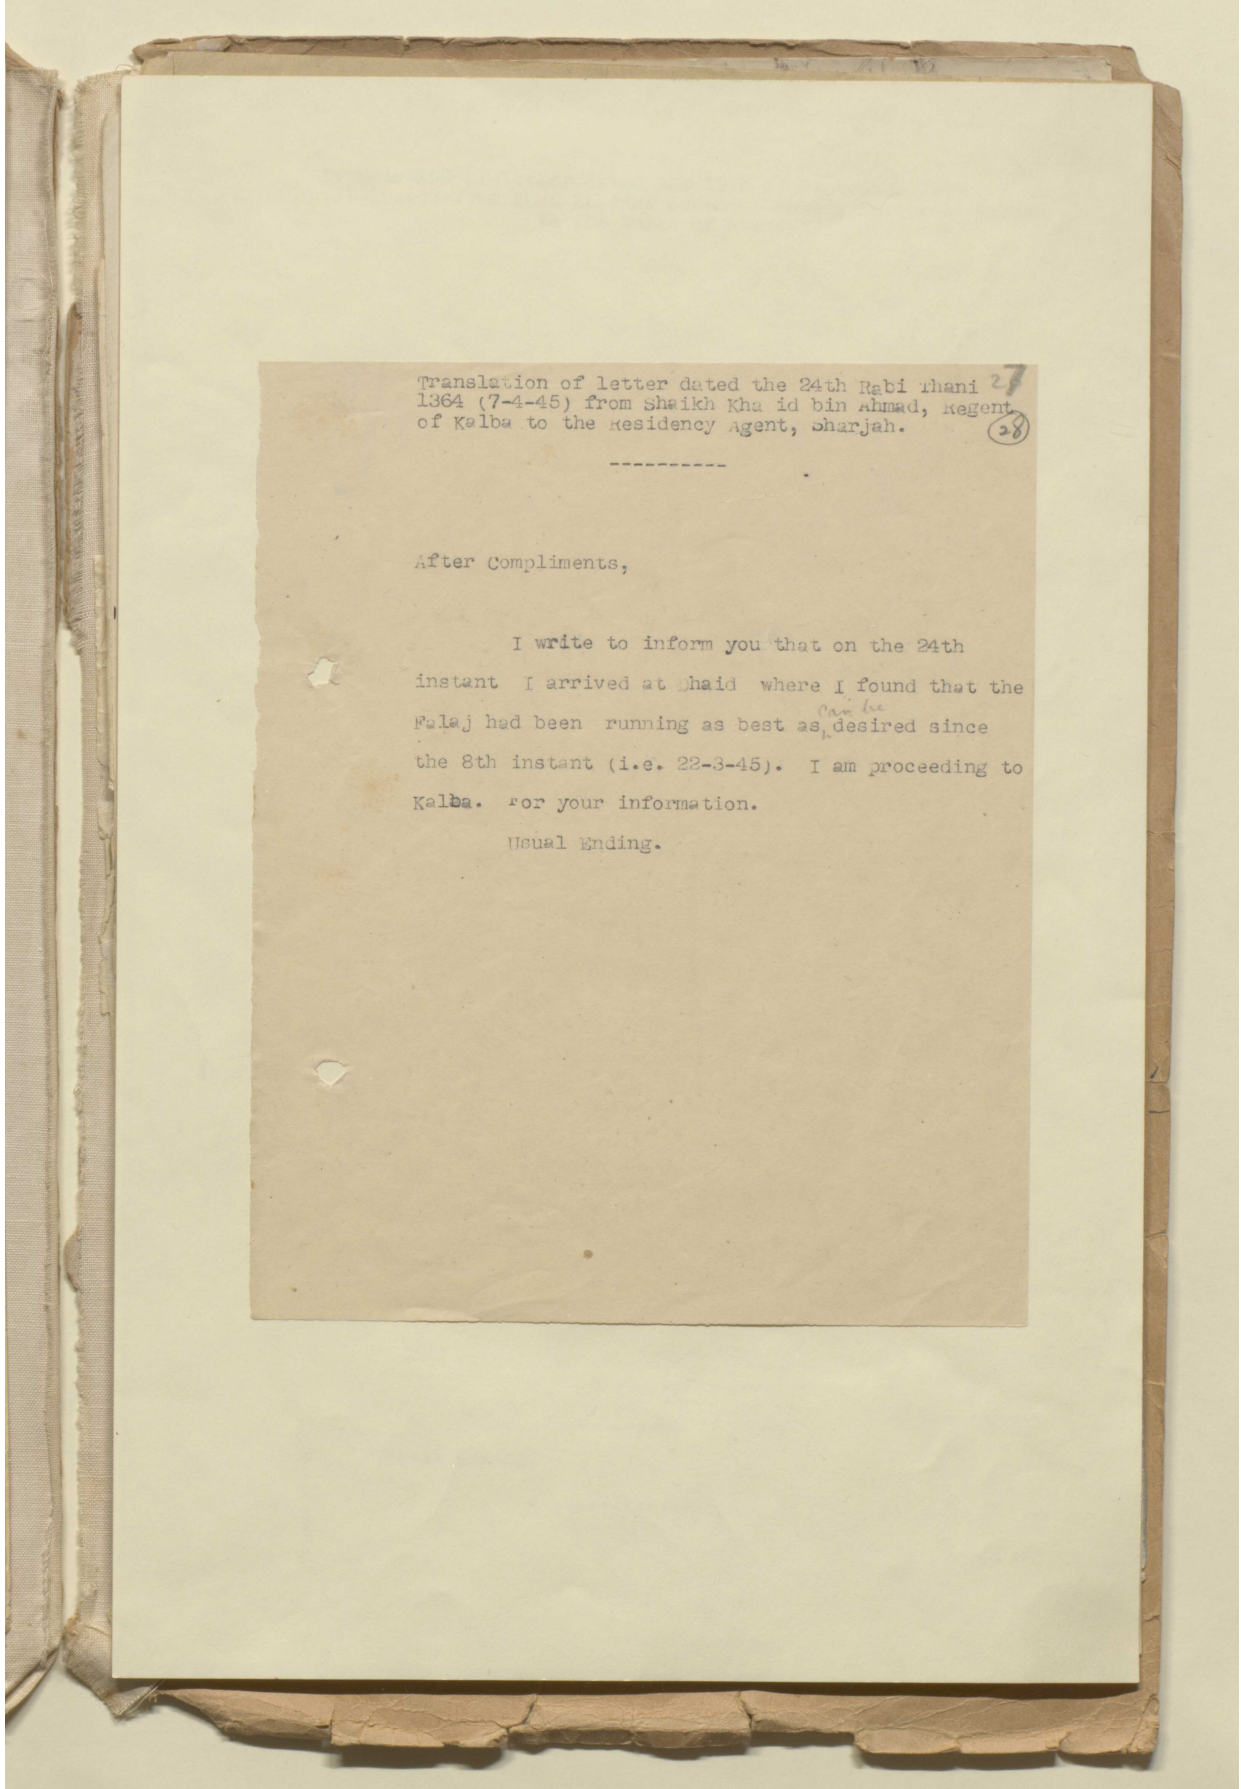 Translation of letter dated the 24th Rabi Thani 27
1364 (7-4-45) from Shaikh Kha id bin Ahmad, Regent
of Kalba to the Residency Agent, Sharjah. 28
----------
After Compliments,
I write to inform you that on the 24th
instant I arrived at Dhaid where I found that the
can be
Falaj had been running as best as desired since
the 8th instant (i.e. 22-3-45). I am proceeding to
Kalba. For your information.
Usual Ending.